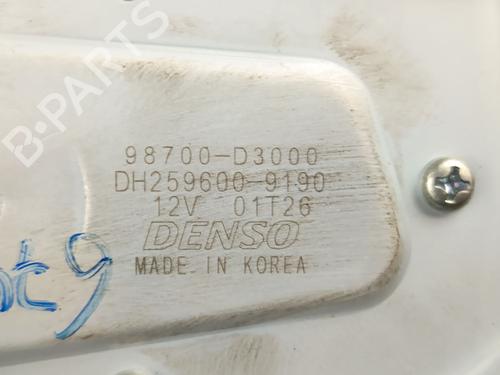 B-PARTS
98700-D3000
DH259600-9190
12V 01T26
DENSO
MADE IN KOREA